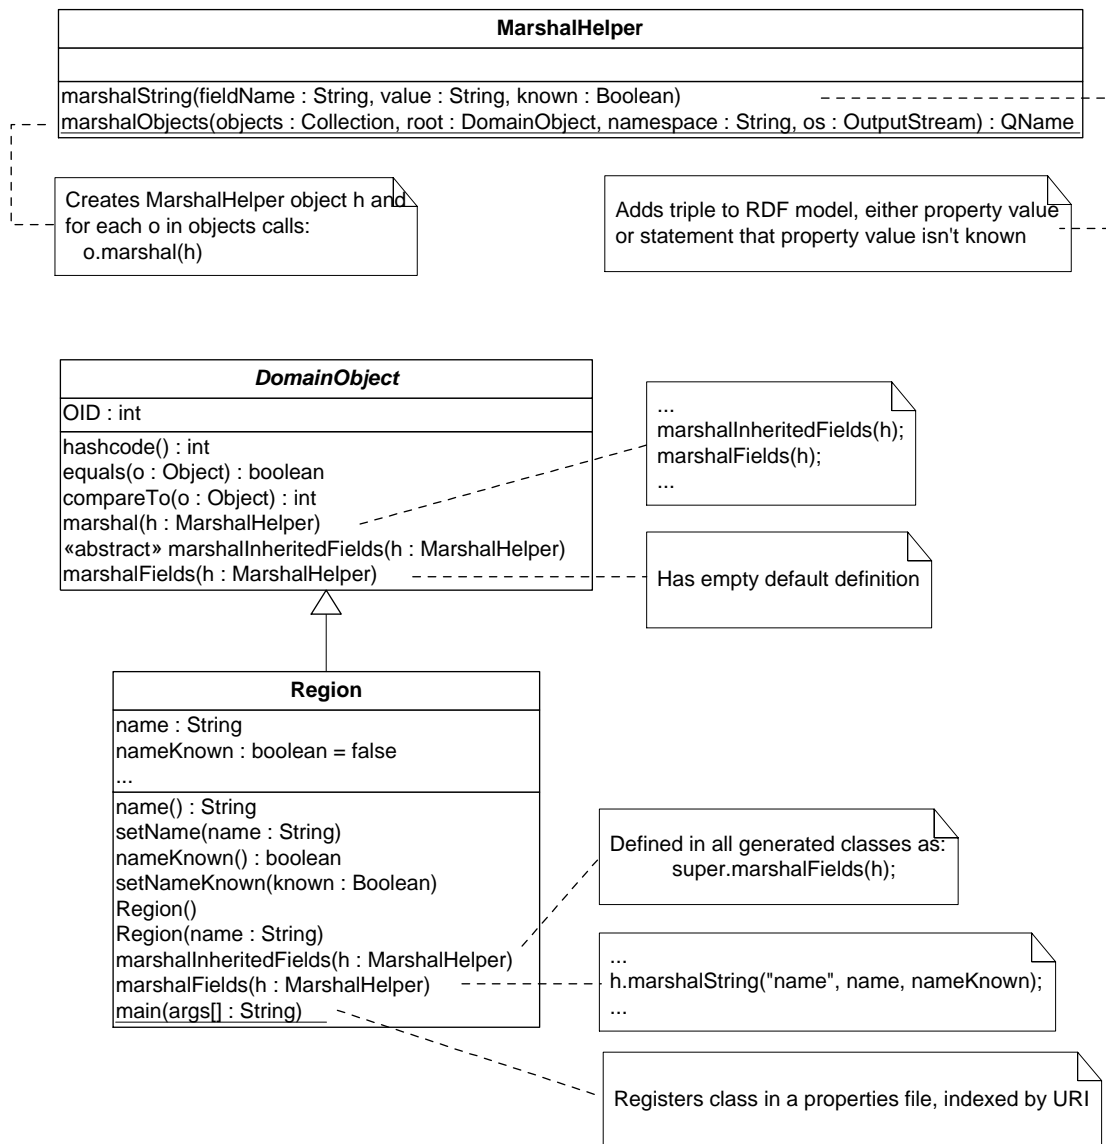 MarshalHelper
marshalString(fieldName : String, value : String, known : Boolean)
marshalObjects(objects : Collection, root : DomainObject, namespace : String, os : OutputStream) : QName
Creates MarshalHelper object h and
for each o in objects calls:
o.marshal(h)
Adds triple to RDF model, either property value
or statement that property value isn't known
DomainObject
OID : int
hashcode() : int
equals(o : Object) : boolean
compareTo(o : Object) : int
marshal(h : MarshalHelper)
«abstract» marshalInheritedFields(h : MarshalHelper)
marshalFields(h : MarshalHelper)
...
marshalInheritedFields(h);
marshalFields(h);
...
Has empty default definition
Region
name : String
nameKnown : boolean = false
...
name() : String
setName(name : String)
nameKnown() : boolean
setNameKnown(known : Boolean)
Region()
Region(name : String)
marshalInheritedFields(h : MarshalHelper)
marshalFields(h : MarshalHelper)
main(args[] : String)
Defined in all generated classes as:
super.marshalFields(h);
...
h.marshalString("name", name, nameKnown);
...
Registers class in a properties file, indexed by URI